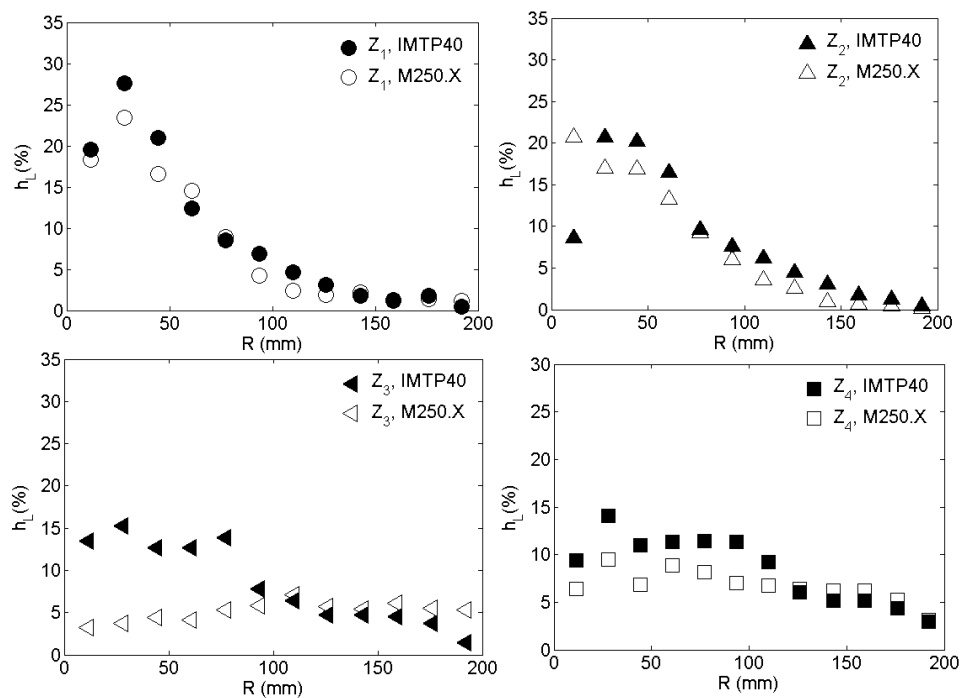 35
30
25
20
15
10
5
0
h_L(%)
Z_1, IMTP40
Z_1, M250.X
0 50 100 150 200
R (mm)
35
30
25
20
15
10
5
0
h_L(%)
Z_2, IMTP40
Z_2, M250.X
0 50 100 150 200
R (mm)
35
30
25
20
15
10
5
0
h_L(%)
Z_3, IMTP40
Z_3, M250.X
0 50 100 150 200
R (mm)
30
25
20
15
10
5
0
h_L(%)
Z_4, IMTP40
Z_4, M250.X
0 50 100 150 200
R (mm)